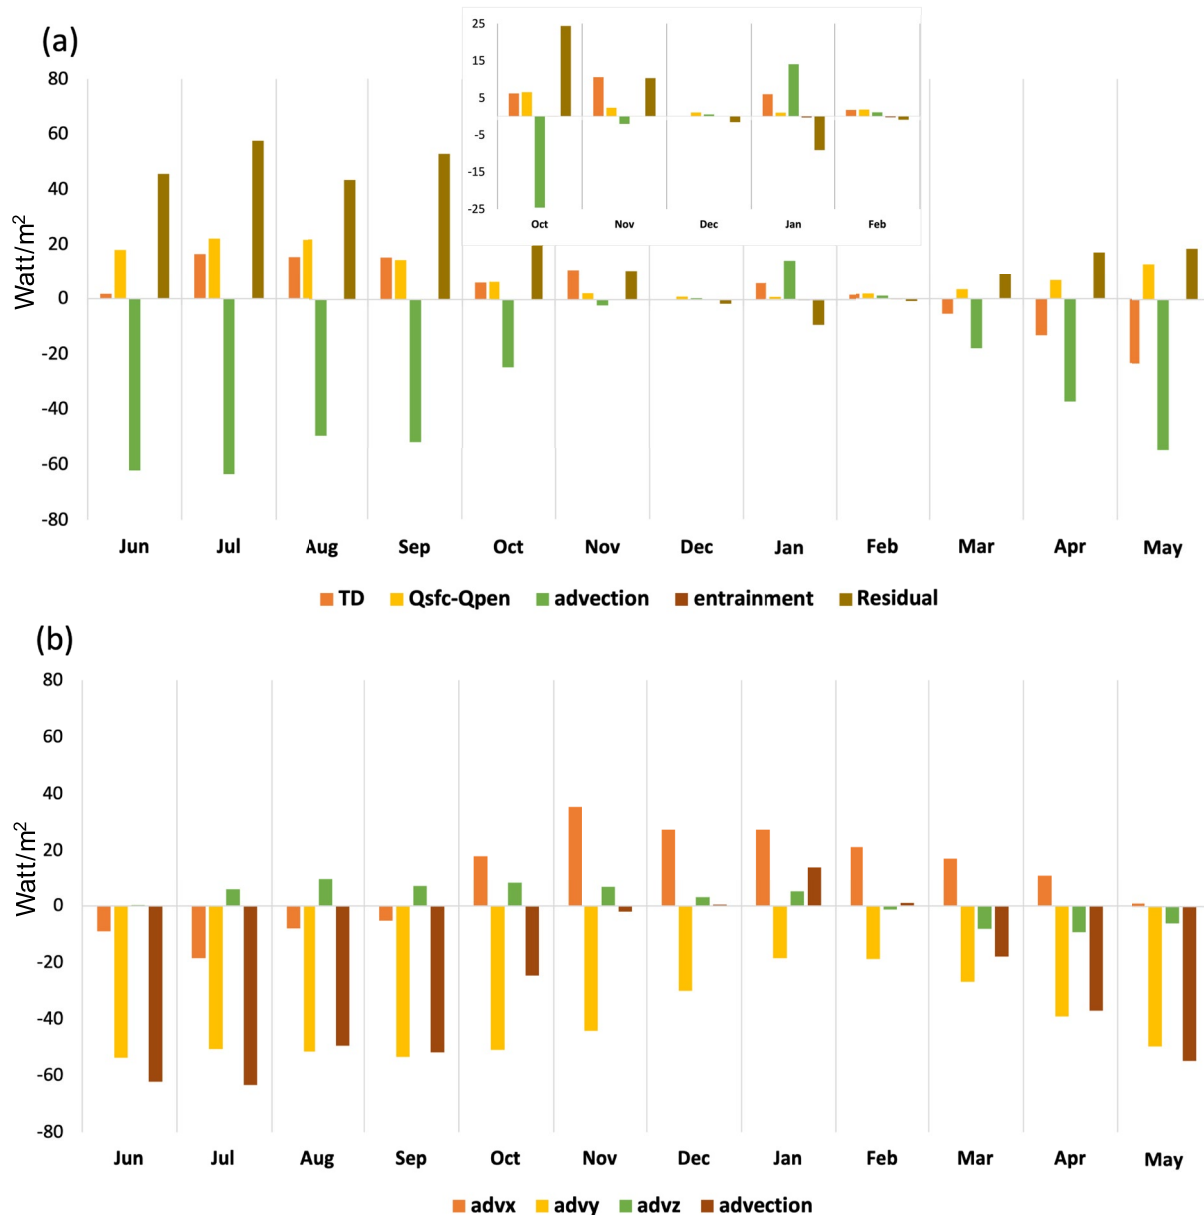 (a)
25
15
5
-5
-15
-25
Oct Nov Dec Jan Feb
80
60
40
20
0
-20
-40
-60
-80
Watt/m²
Jun Jul Aug Sep Oct Nov Dec Jan Feb Mar Apr May
TD Qsfc-Qpen advection entrainment Residual
(b)
80
60
40
20
0
-20
-40
-60
-80
Watt/m²
Jun Jul Aug Sep Oct Nov Dec Jan Feb Mar Apr May
advx advy advz advection